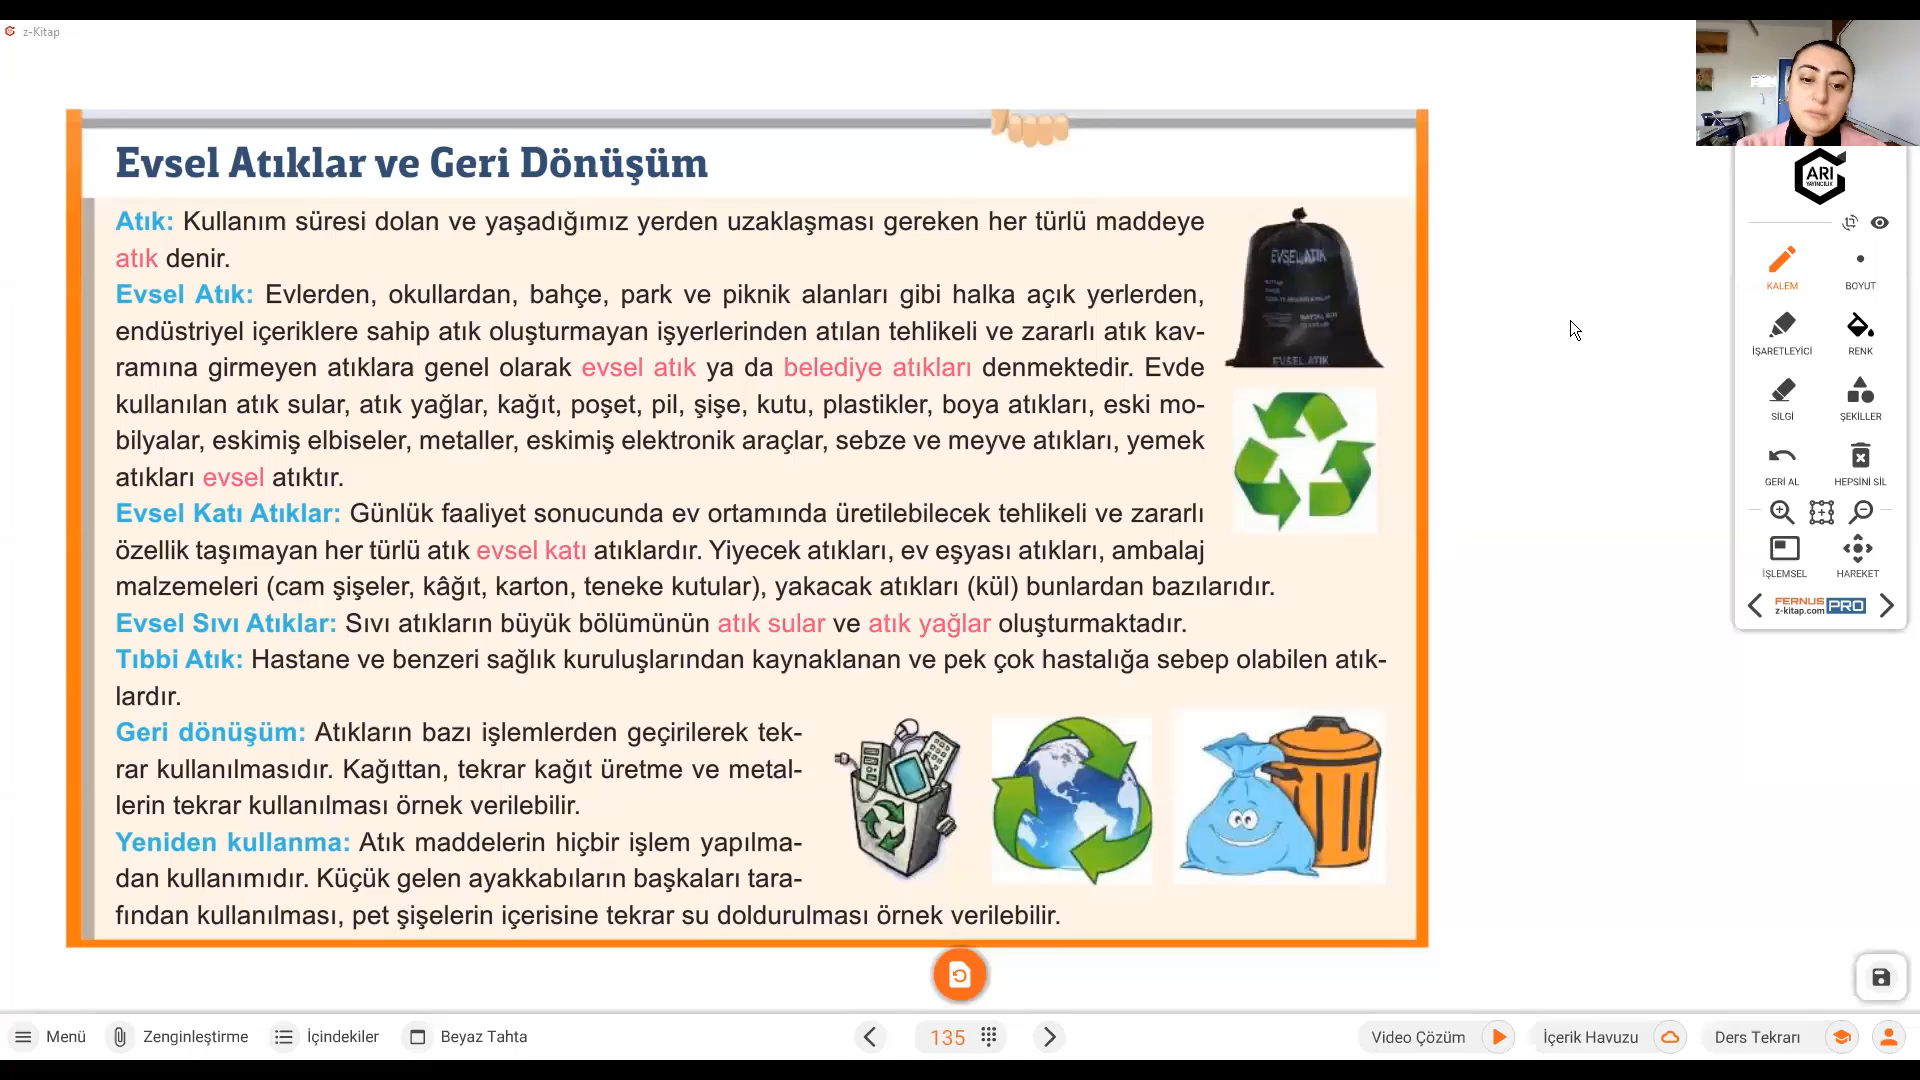 z-Kitap
Evsel Atıklar ve Geri Dönüşüm
Atık: Kullanım süresi dolan ve yaşadığımız yerden uzaklaşması gereken her türlü maddeye
atık denir.
Evsel Atık: Evlerden, okullardan, bahçe, park ve piknik alanları gibi halka açık yerlerden,
endüstriyel içeriklere sahip atık oluşturmayan işyerlerinden atılan tehlikeli ve zararlı atık kav-
ramına girmeyen atıklara genel olarak evsel atık ya da belediye atıkları denmektedir. Evde
kullanılan atık sular, atık yağlar, kağıt, poşet, pil, şişe, kutu, plastikler, boya atıkları, eski mo-
bilyalar, eskimiş elbiseler, metaller, eskimiş elektronik araçlar, sebze ve meyve atıkları, yemek
atıkları evsel atıktır.
Evsel Katı Atıklar: Günlük faaliyet sonucunda ev ortamında üretilebilecek tehlikeli ve zararlı
özellik taşımayan her türlü atık evsel katı atıklardır. Yiyecek atıkları, ev eşyası atıkları, ambalaj
malzemeleri (cam şişeler, kâğıt, karton, teneke kutular), yakacak atıkları (kül) bunlardan bazılarıdır.
Evsel Sıvı Atıklar: Sıvı atıkların büyük bölümünün atık sular ve atık yağlar oluşturmaktadır.
Tıbbi Atık: Hastane ve benzeri sağlık kuruluşlarından kaynaklanan ve pek çok hastalığa sebep olabilen atık-
lardır.
Geri dönüşüm: Atıkların bazı işlemlerden geçirilerek tek-
rar kullanılmasıdır. Kağıttan, tekrar kağıt üretme ve metal-
lerin tekrar kullanılması örnek verilebilir.
Yeniden kullanma: Atık maddelerin hiçbir işlem yapılma-
dan kullanımıdır. Küçük gelen ayakkabıların başkaları tara-
fından kullanılması, pet şişelerin içerisine tekrar su doldurulması örnek verilebilir.
EVSEL ATIK
EVSEL ATIK
ARI
YAYINCILIK
KALEM BOYUT
İŞARETLEYİCİ RENK
SİLGİ ŞEKİLLER
GERİ AL HEPSİNİ SİL
İŞLEMSEL HAREKET
FERNUS
z-kitap.com PRO
Menü Zenginleştirme İçindekiler Beyaz Tahta 135 Video Çözüm İçerik Havuzu Ders Tekrarı